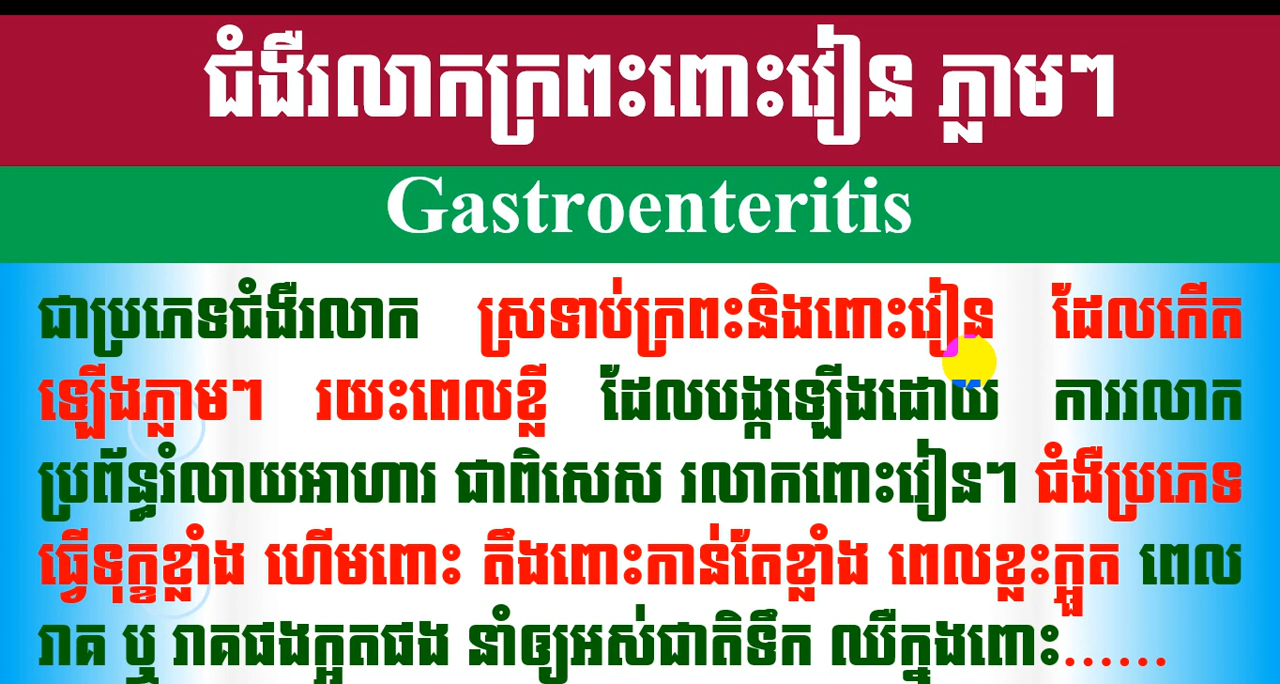 ជំងឺរលាកក្រពះពោះវៀន ភ្លាមៗ
Gastroenteritis
ជាប្រភេទជំងឺរលាក ស្រទាប់ក្រពះនិងពោះវៀន ដែលកើត
ឡើងភ្លាមៗ រយះពេលខ្លី ដែលបង្កឡើងដោយ ការរលាក
ប្រព័ន្ធរំលាយអាហារ ជាពិសេស រលាកពោះវៀន។ ជំងឺប្រភេទ
ធ្វើទុក្ខខ្លាំង ហើមពោះ តឹងពោះកាន់តែខ្លាំង ពេលខ្លះក្អួត ពេល
រាគ ឬ រាគផងក្អួតផង នាំឲ្យអស់ជាតិទឹក ឈឺក្នុងពោះ......